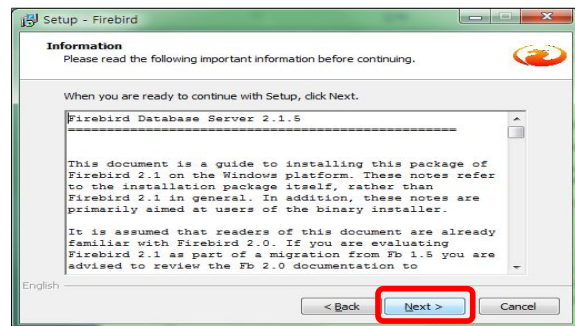 Setup - Firebird
Information
Please read the following important information before continuing.
When you are ready to continue with Setup, click Next.
Firebird Database Server 2.1.5
======================================================
This document is a guide to installing this package of
Firebird 2.1 on the Windows platform. These notes refer
to the installation package itself, rather than
Firebird 2.1 in general. In addition, these notes are
primarily aimed at users of the binary installer.
It is assumed that readers of this document are already
familiar with Firebird 2.0. If you are evaluating
Firebird 2.1 as part of a migration from Fb 1.5 you are
advised to review the Fb 2.0 documentation to
English
< Back Next > Cancel